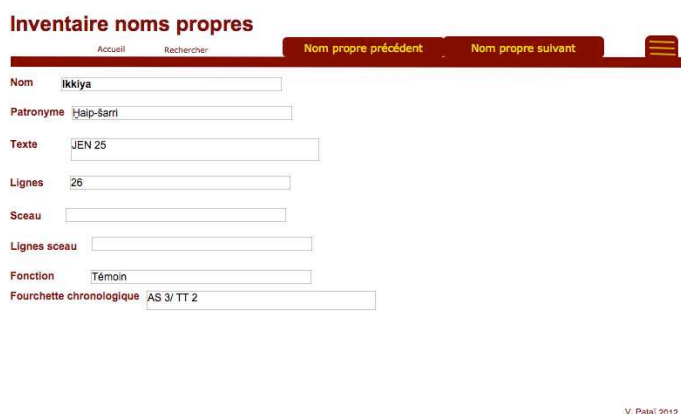 Inventaire noms propres
Accueil Rechercher Nom propre précédent Nom propre suivant
Nom Ikkiya
Patronyme Ḫaip-šarri
Texte JEN 25
Lignes 26
Sceau
Lignes sceau
Fonction Témoin
Fourchette chronologique AS 3/ TT 2
V. Pataï 2012